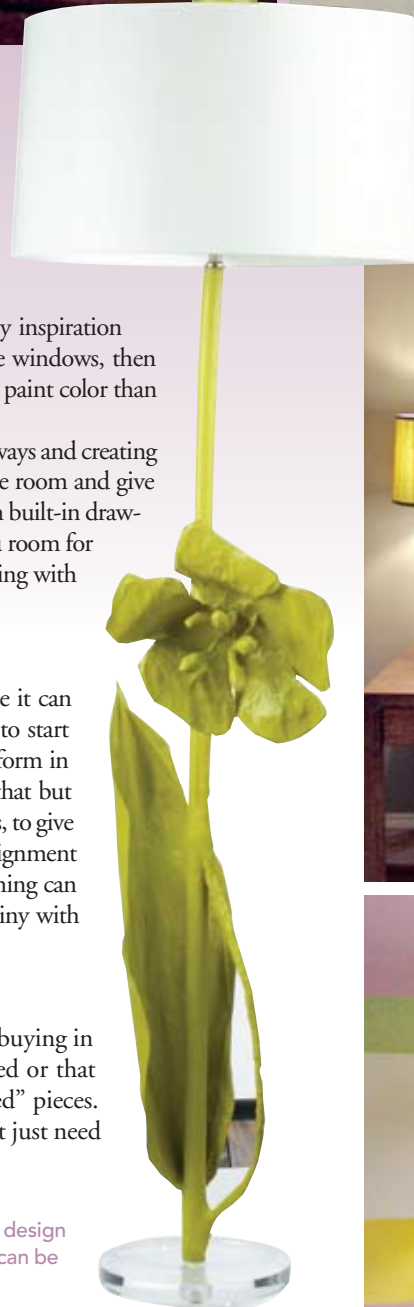 y inspiration
e windows, then
paint color than
ways and creating
e room and give
n built-in draw-
room for
ing with
e it can
to start
form in
that but
s, to give
ignment
ning can
iny with
buying in
ed or that
ed” pieces.
t just need
design
can be